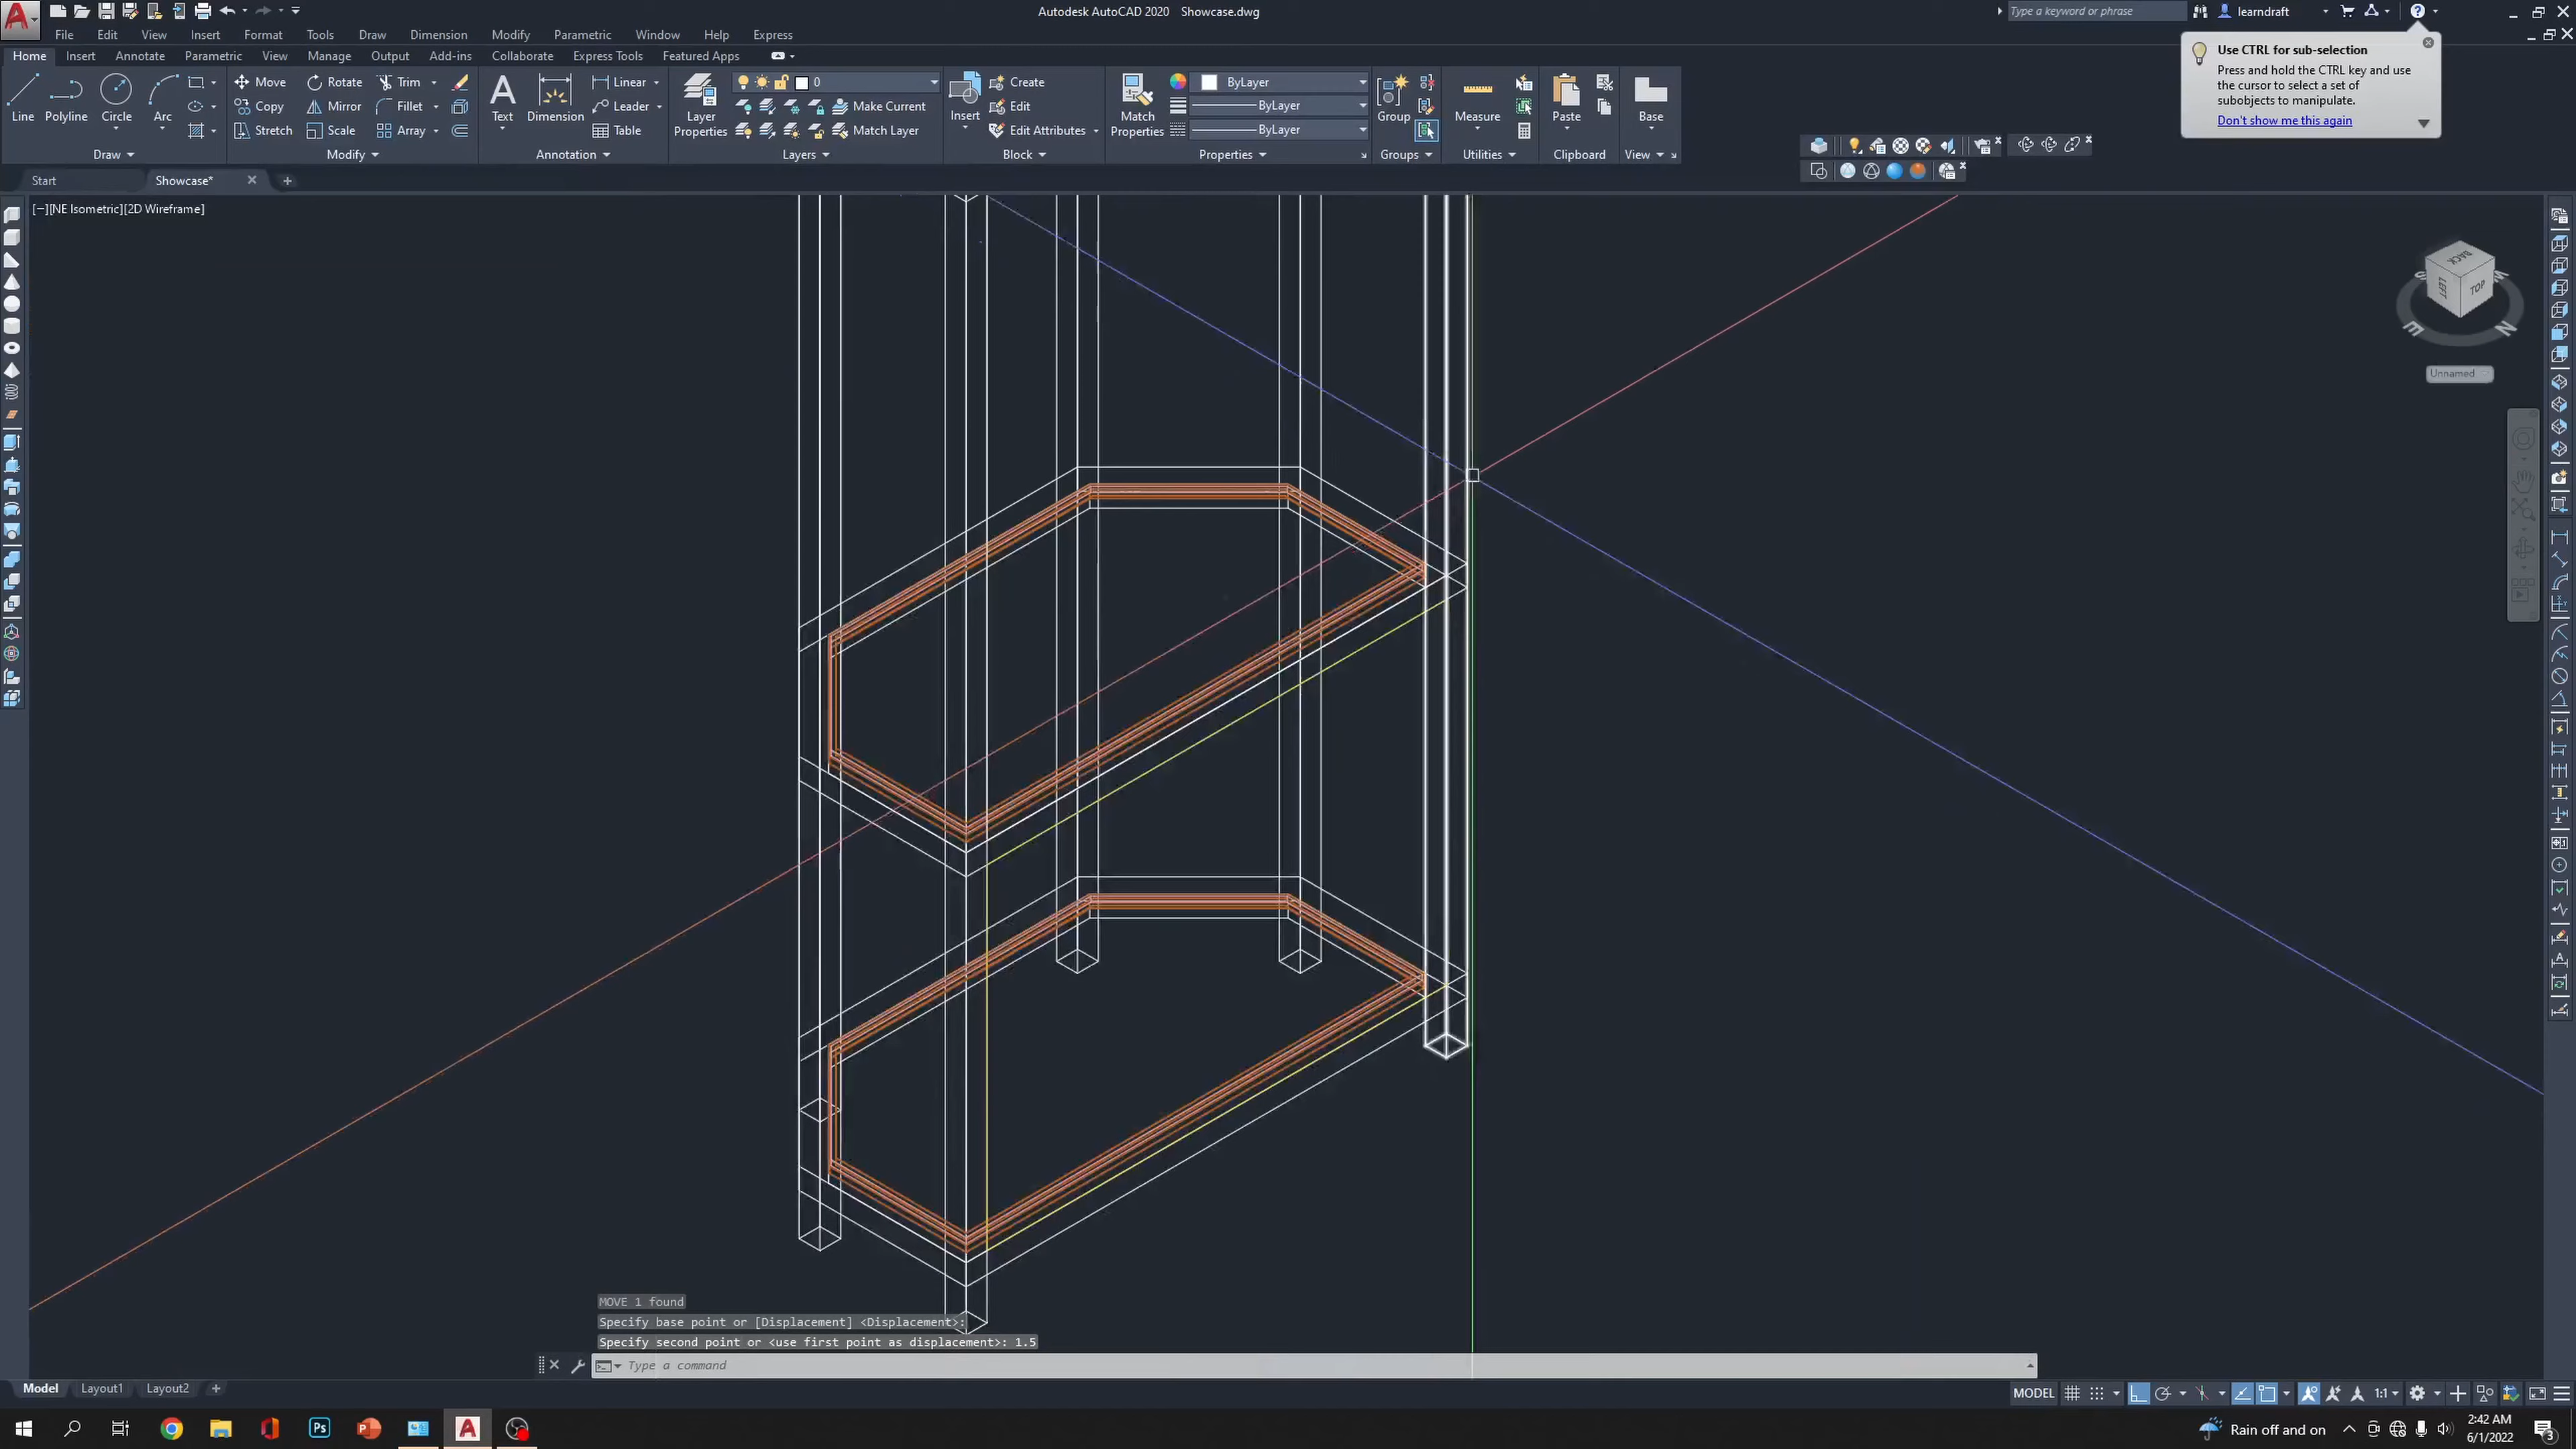 Autodesk AutoCAD 2020 Showcase.dwg
Type a keyword or phrase
learndraft
File Edit View Insert Format Tools Draw Dimension Modify Parametric Window Help Express
Home Insert Annotate Parametric View Manage Output Add-ins Collaborate Express Tools Featured Apps
Line Polyline Circle Arc
Draw
Move Rotate Trim
Copy Mirror Fillet
Stretch Scale Array
Modify
Text Dimension
Linear
Leader
Table
Annotation
Layer Properties
0
Make Current
Match Layer
Layers
Insert
Create
Edit
Edit Attributes
Block
Match Properties
ByLayer
ByLayer
ByLayer
Properties
Group
Groups
Measure
Utilities
Paste
Clipboard
Base
View
Use CTRL for sub-selection
Press and hold the CTRL key and use
the cursor to select a set of
subobjects to manipulate.
Don't show me this again
Start Showcase*
[−][NE Isometric][2D Wireframe]
BACK
LEFT
TOP
E
N
Unnamed
MOVE 1 found
Specify base point or [Displacement] <Displacement>:
Specify second point or <use first point as displacement>: 1.5
Type a command
Model Layout1 Layout2
MODEL
1:1
Ps
Rain off and on
2:42 AM
6/1/2022
3